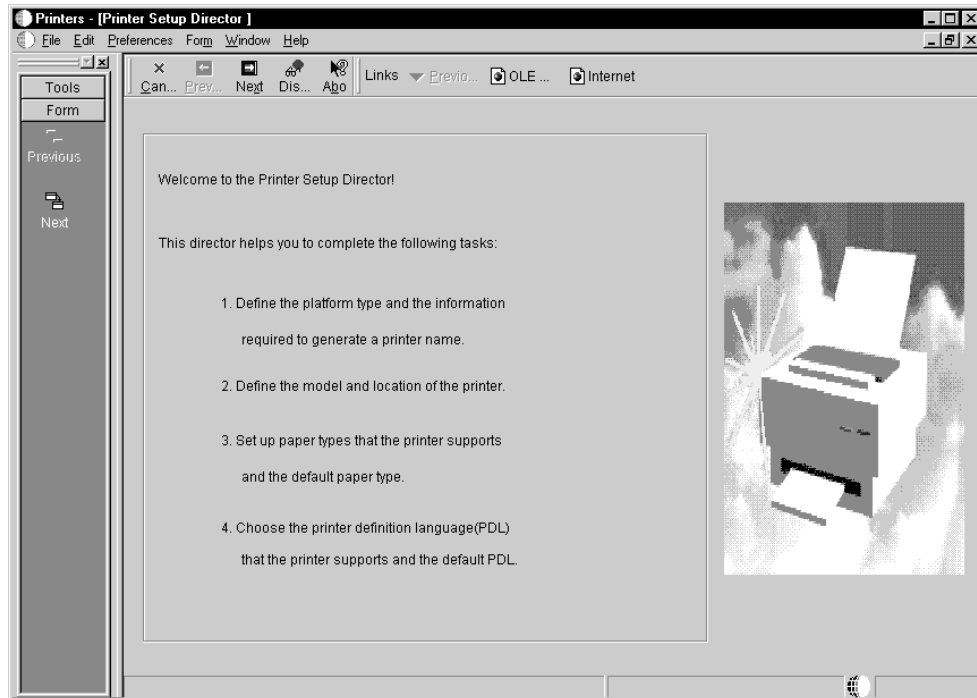 Printers - [Printer Setup Director ]
File Edit Preferences Form Window Help
Tools
Form
Previous
Next
Can... Prev... Next Dis... Abo
Links Previo... OLE ... Internet
Welcome to the Printer Setup Director!
This director helps you to complete the following tasks:
1. Define the platform type and the information
required to generate a printer name.
2. Define the model and location of the printer.
3. Set up paper types that the printer supports
and the default paper type.
4. Choose the printer definition language(PDL)
that the printer supports and the default PDL.